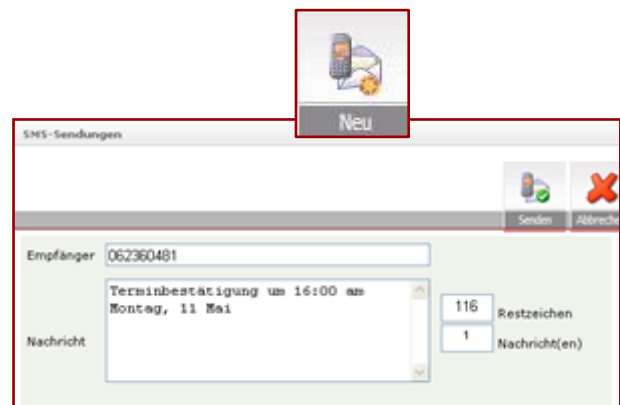 Neu
SMS-Sendungen
Senden Abbreche
Empfänger 062360481
Terminbestätigung um 16:00 am
Montag, 11 Mai
116 Restzeichen
Nachricht
1 Nachricht(en)